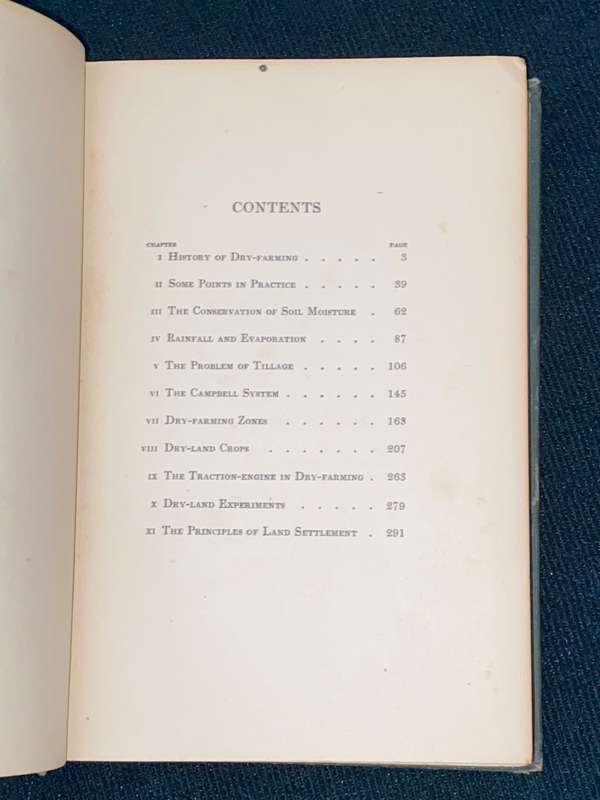 CONTENTS
CHAPTER PAGE
I HISTORY OF DRY-FARMING . . . . . 3
II SOME POINTS IN PRACTICE . . . . . 39
III THE CONSERVATION OF SOIL MOISTURE . 62
IV RAINFALL AND EVAPORATION . . . . 87
V THE PROBLEM OF TILLAGE . . . . . 106
VI THE CAMPBELL SYSTEM . . . . . . 145
VII DRY-FARMING ZONES . . . . . . 163
VIII DRY-LAND CROPS . . . . . . . 207
IX THE TRACTION-ENGINE IN DRY-FARMING . 263
X DRY-LAND EXPERIMENTS . . . . . 279
XI THE PRINCIPLES OF LAND SETTLEMENT . 291